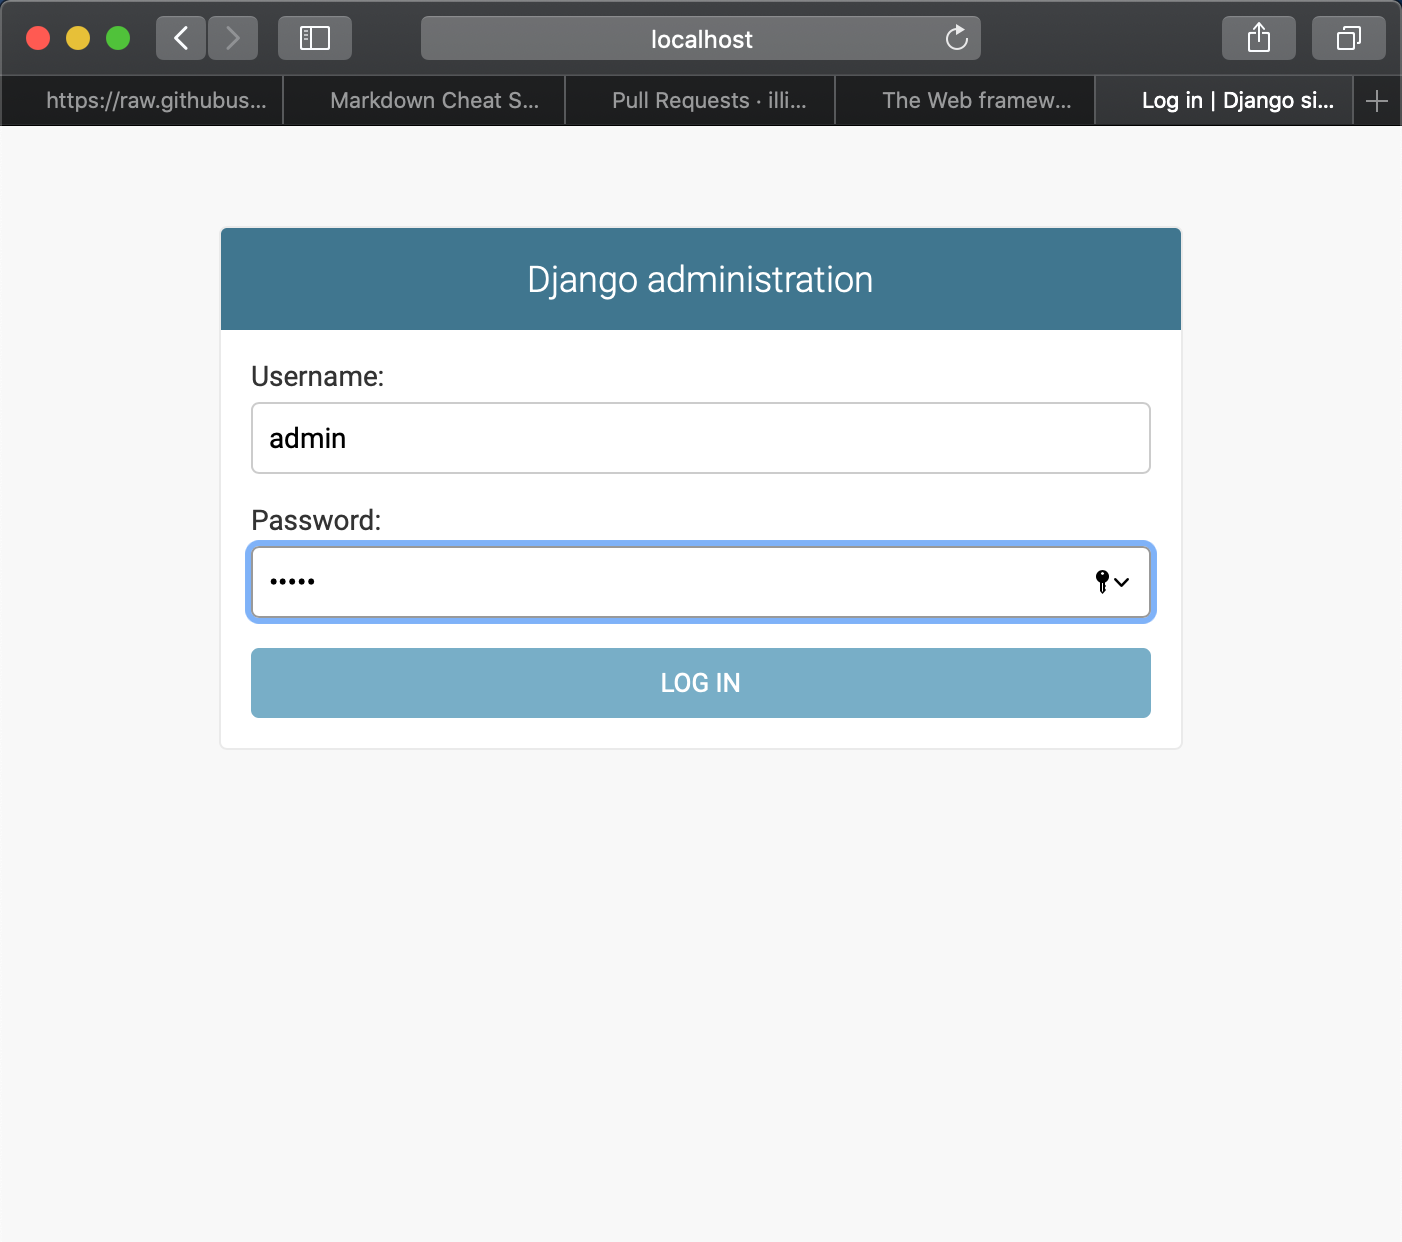 localhost
https://raw.githubus...
Markdown Cheat S...
Pull Requests · illi...
The Web framew...
Log in | Django si...
Django administration
Username:
admin
Password:
•••••
LOG IN